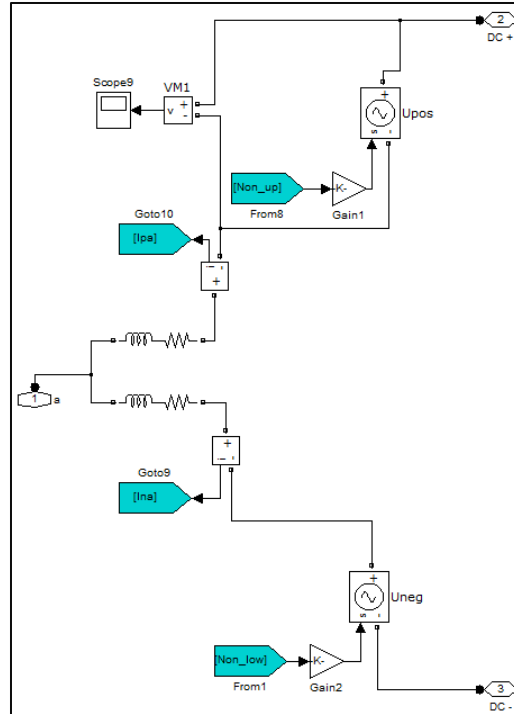 2
DC +
Scope9
VM1
v
+
-
+
s
-
Upos
[Non_up]
-K-
From8
Gain1
Goto10
[Ipa]
i
-
+
1
a
+
i
-
Goto9
[Ina]
+
s
-
Uneg
[Non_low]
-K-
From1
Gain2
3
DC -